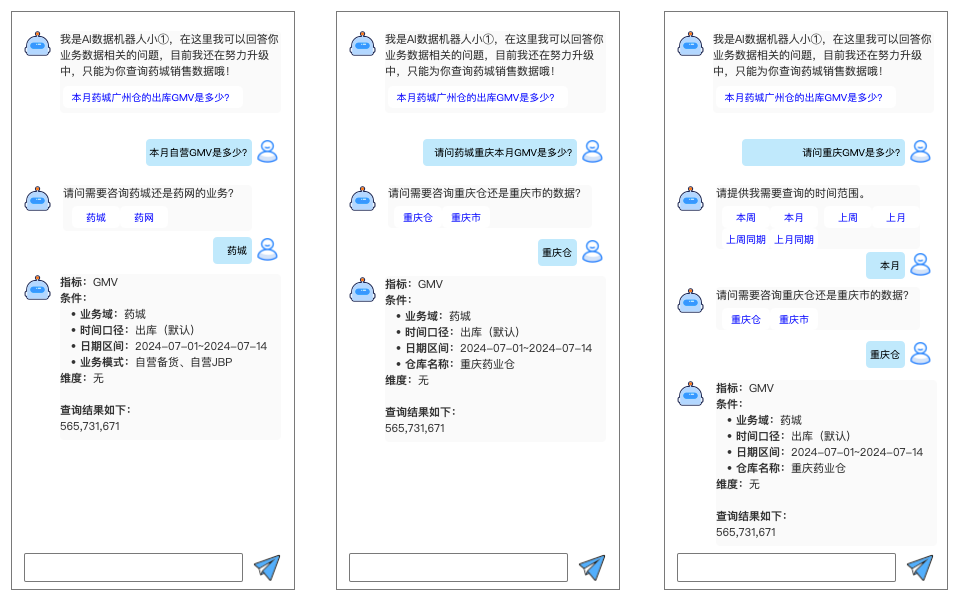 我是AI数据机器人小①，在这里我可以回答你
业务数据相关的问题，目前我还在努力升级
中，只能为你查询药城销售数据哦！
本月药城广州仓的出库GMV是多少?
本月自营GMV是多少?
请问需要咨询药城还是药网的业务?
药城 药网
药城
指标：GMV
条件：
• 业务域：药城
• 时间口径：出库（默认）
• 日期区间：2024-07-01~2024-07-14
• 业务模式：自营备货、自营JBP
维度：无
查询结果如下：
565,731,671
我是AI数据机器人小①，在这里我可以回答你
业务数据相关的问题，目前我还在努力升级
中，只能为你查询药城销售数据哦！
本月药城广州仓的出库GMV是多少?
请问药城重庆本月GMV是多少?
请问需要咨询重庆仓还是重庆市的数据?
重庆仓 重庆市
重庆仓
指标：GMV
条件：
• 业务域：药城
• 时间口径：出库（默认）
• 日期区间：2024-07-01~2024-07-14
• 仓库名称：重庆药业仓
维度：无
查询结果如下：
565,731,671
我是AI数据机器人小①，在这里我可以回答你
业务数据相关的问题，目前我还在努力升级
中，只能为你查询药城销售数据哦！
本月药城广州仓的出库GMV是多少?
请问重庆GMV是多少?
请提供我需要查询的时间范围。
本周 本月 上周 上月
上周同期 上月同期
本月
请问需要咨询重庆仓还是重庆市的数据?
重庆仓 重庆市
重庆仓
指标：GMV
条件：
• 业务域：药城
• 时间口径：出库（默认）
• 日期区间：2024-07-01~2024-07-14
• 仓库名称：重庆药业仓
维度：无
查询结果如下：
565,731,671